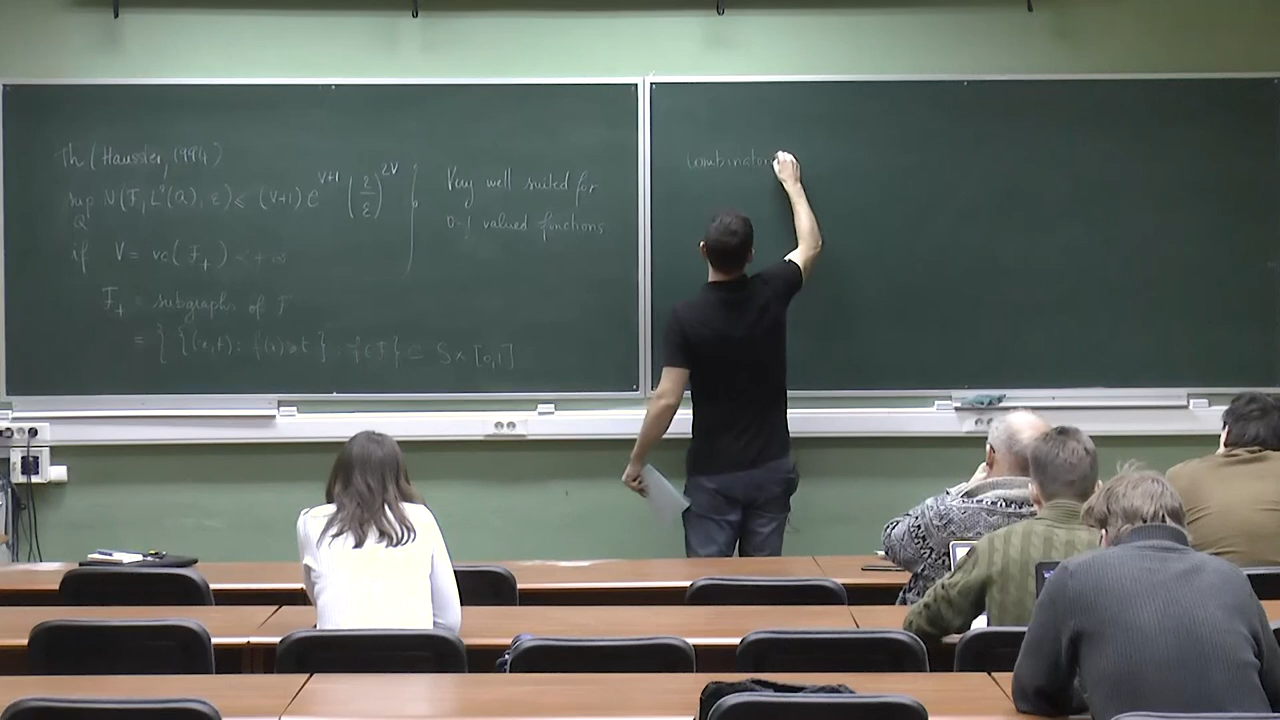 Th (Haussler, 1994)
sup N(F, L²(Q), ε) ≤ (V+1) e^{V+1} (2/ε)^{2V}
Q
if V = vc(F₊) < +∞
F₊ = subgraphs of F
= { {(x,t): f(x)≥t} : f∈F} ⊂ S × [0,1]
Very well suited for
0-1 valued functions
combinator